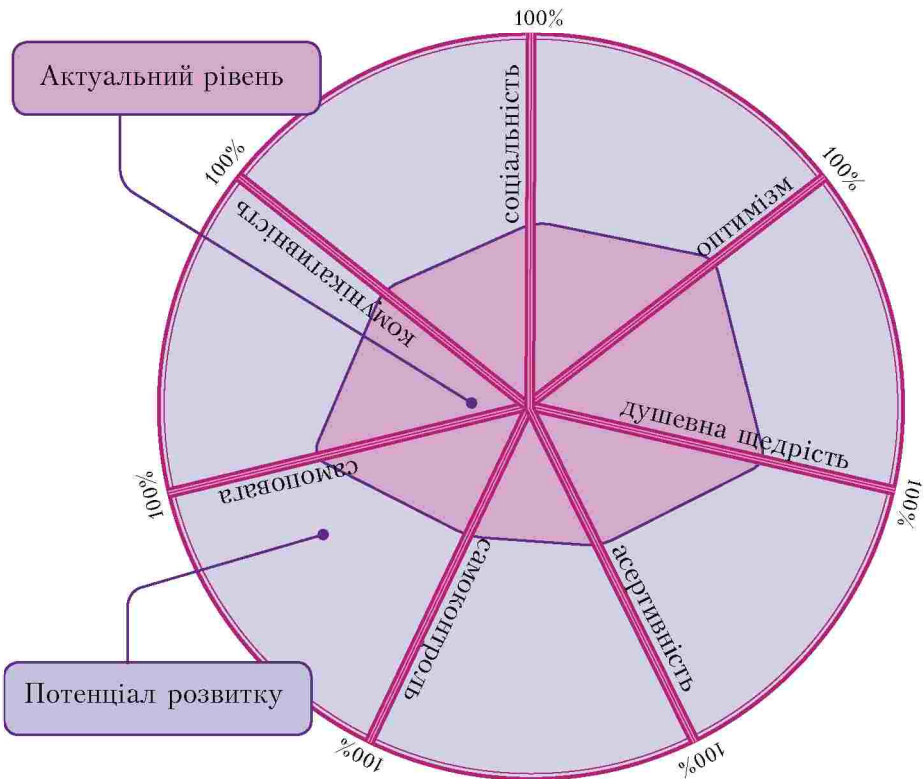 100%
Актуальний рівень
соціальність
100%
оптимізм
100%
комунікативність
душевна щедрість
100%
самоповага
100%
асертивність
самоконтроль
Потенціал розвитку
100%
100%